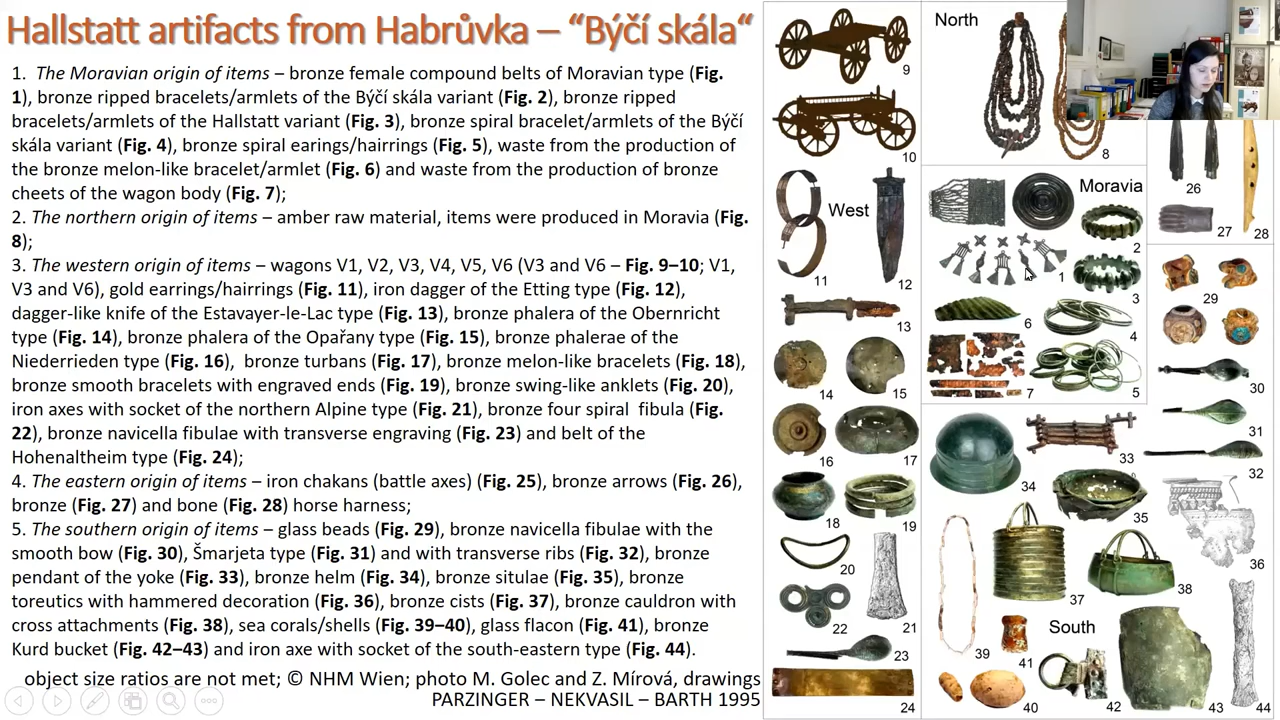 Hallstatt artifacts from Habrůvka – “Býčí skála“
1. The Moravian origin of items – bronze female compound belts of Moravian type (Fig.
1), bronze ripped bracelets/armlets of the Býčí skála variant (Fig. 2), bronze ripped
bracelets/armlets of the Hallstatt variant (Fig. 3), bronze spiral bracelet/armlets of the Býčí
skála variant (Fig. 4), bronze spiral earings/hairrings (Fig. 5), waste from the production of
the bronze melon-like bracelet/armlet (Fig. 6) and waste from the production of bronze
cheets of the wagon body (Fig. 7);
2. The northern origin of items – amber raw material, items were produced in Moravia (Fig.
8);
3. The western origin of items – wagons V1, V2, V3, V4, V5, V6 (V3 and V6 – Fig. 9–10; V1,
V3 and V6), gold earrings/hairrings (Fig. 11), iron dagger of the Etting type (Fig. 12),
dagger-like knife of the Estavayer-le-Lac type (Fig. 13), bronze phalera of the Obernricht
type (Fig. 14), bronze phalera of the Opařany type (Fig. 15), bronze phalerae of the
Niederrieden type (Fig. 16), bronze turbans (Fig. 17), bronze melon-like bracelets (Fig. 18),
bronze smooth bracelets with engraved ends (Fig. 19), bronze swing-like anklets (Fig. 20),
iron axes with socket of the northern Alpine type (Fig. 21), bronze four spiral fibula (Fig.
22), bronze navicella fibulae with transverse engraving (Fig. 23) and belt of the
Hohenaltheim type (Fig. 24);
4. The eastern origin of items – iron chakans (battle axes) (Fig. 25), bronze arrows (Fig. 26),
bronze (Fig. 27) and bone (Fig. 28) horse harness;
5. The southern origin of items – glass beads (Fig. 29), bronze navicella fibulae with the
smooth bow (Fig. 30), Šmarjeta type (Fig. 31) and with transverse ribs (Fig. 32), bronze
pendant of the yoke (Fig. 33), bronze helm (Fig. 34), bronze situlae (Fig. 35), bronze
toreutics with hammered decoration (Fig. 36), bronze cists (Fig. 37), bronze cauldron with
cross attachments (Fig. 38), sea corals/shells (Fig. 39–40), glass flacon (Fig. 41), bronze
Kurd bucket (Fig. 42–43) and iron axe with socket of the south-eastern type (Fig. 44).
object size ratios are not met; © NHM Wien; photo M. Golec and Z. Mírová, drawings
PARZINGER – NEKVASIL – BARTH 1995
9
10
West
11
12
13
14
15
16
17
18
19
20
21
22
23
24
North
8
Moravia
1
2
3
4
5
6
7
26
27
28
29
30
31
32
33
34
35
36
37
38
South
39
40
41
42
43
44